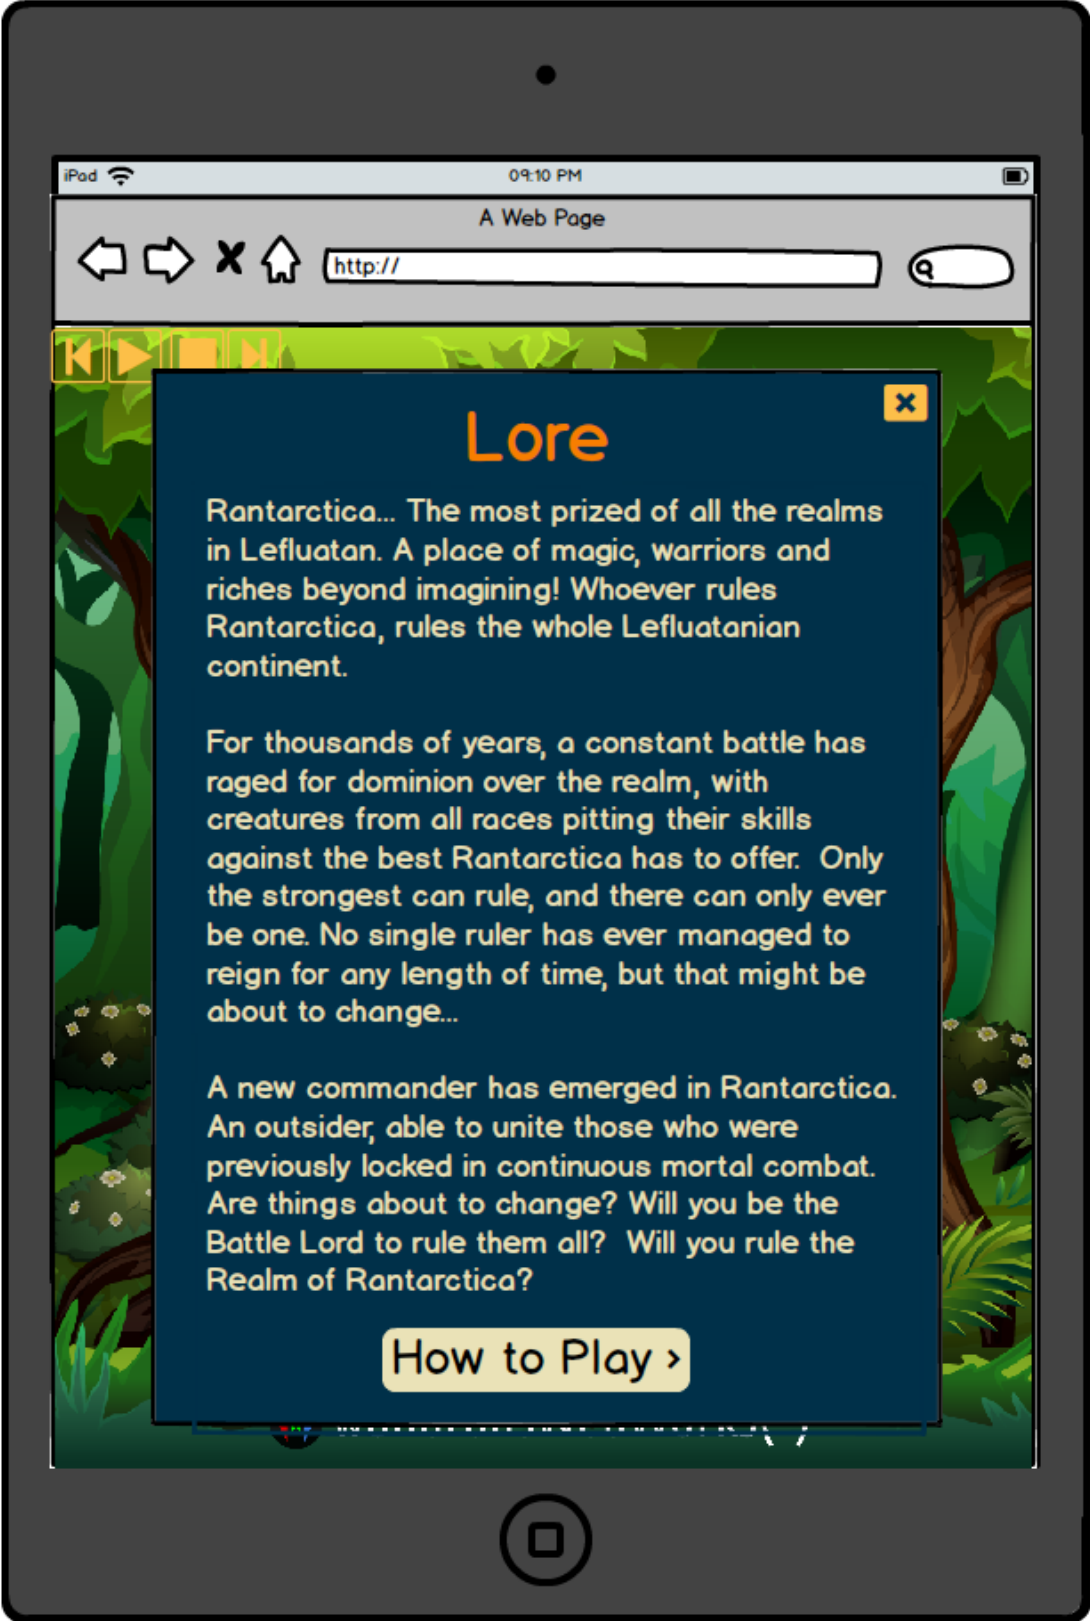 iPad
09:10 PM
A Web Page
http://
Lore
Rantarctica... The most prized of all the realms
in Lefluatan. A place of magic, warriors and
riches beyond imagining! Whoever rules
Rantarctica, rules the whole Lefluatanian
continent.
For thousands of years, a constant battle has
raged for dominion over the realm, with
creatures from all races pitting their skills
against the best Rantarctica has to offer.  Only
the strongest can rule, and there can only ever
be one. No single ruler has ever managed to
reign for any length of time, but that might be
about to change...
A new commander has emerged in Rantarctica.
An outsider, able to unite those who were
previously locked in continuous mortal combat.
Are things about to change? Will you be the
Battle Lord to rule them all?  Will you rule the
Realm of Rantarctica?
How to Play ›